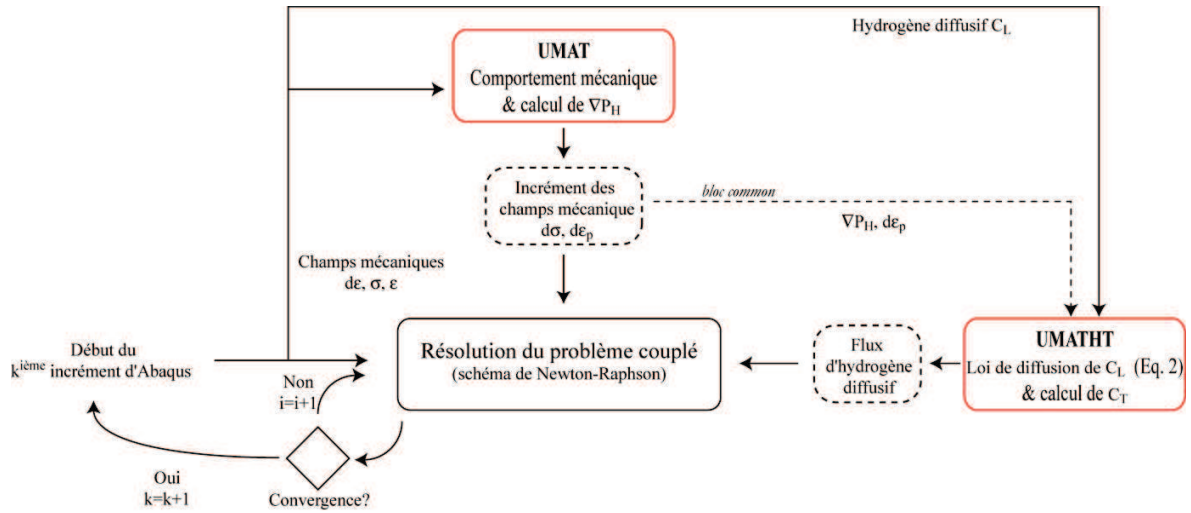 Hydrogène diffusif C_L
UMAT
Comportement mécanique
& calcul de ∇P_H
Incrément des
champs mécanique
dσ, dε_p
bloc common
∇P_H, dε_p
Champs mécaniques
dε, σ, ε
Début du
k^ième incrément d'Abaqus
Non
i=i+1
Résolution du problème couplé
(schéma de Newton-Raphson)
Flux
d'hydrogène
diffusif
UMATHT
Loi de diffusion de C_L (Eq. 2)
& calcul de C_T
Oui
k=k+1
Convergence?